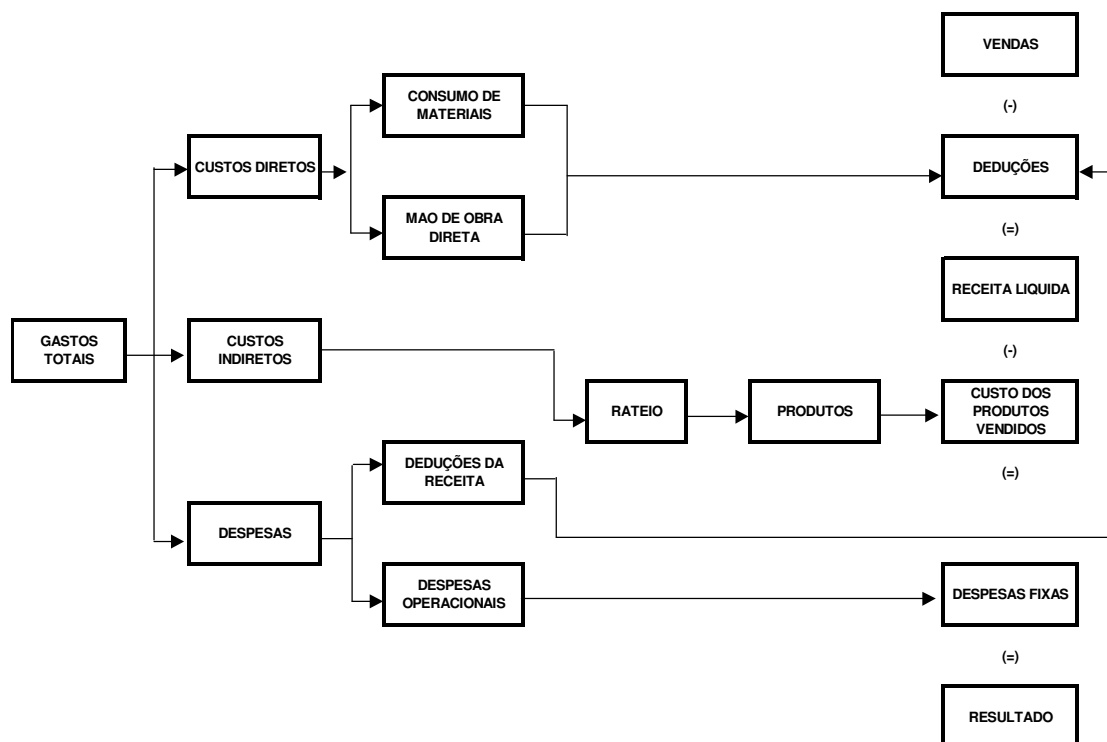 VENDAS
CONSUMO DE
MATERIAIS
(-)
CUSTOS DIRETOS
DEDUÇÕES
MAO DE OBRA
DIRETA
(=)
RECEITA LIQUIDA
GASTOS
TOTAIS
CUSTOS
INDIRETOS
(-)
RATEIO
PRODUTOS
CUSTO DOS
PRODUTOS
VENDIDOS
DEDUÇÕES DA
RECEITA
(=)
DESPESAS
DESPESAS
OPERACIONAIS
DESPESAS FIXAS
(=)
RESULTADO